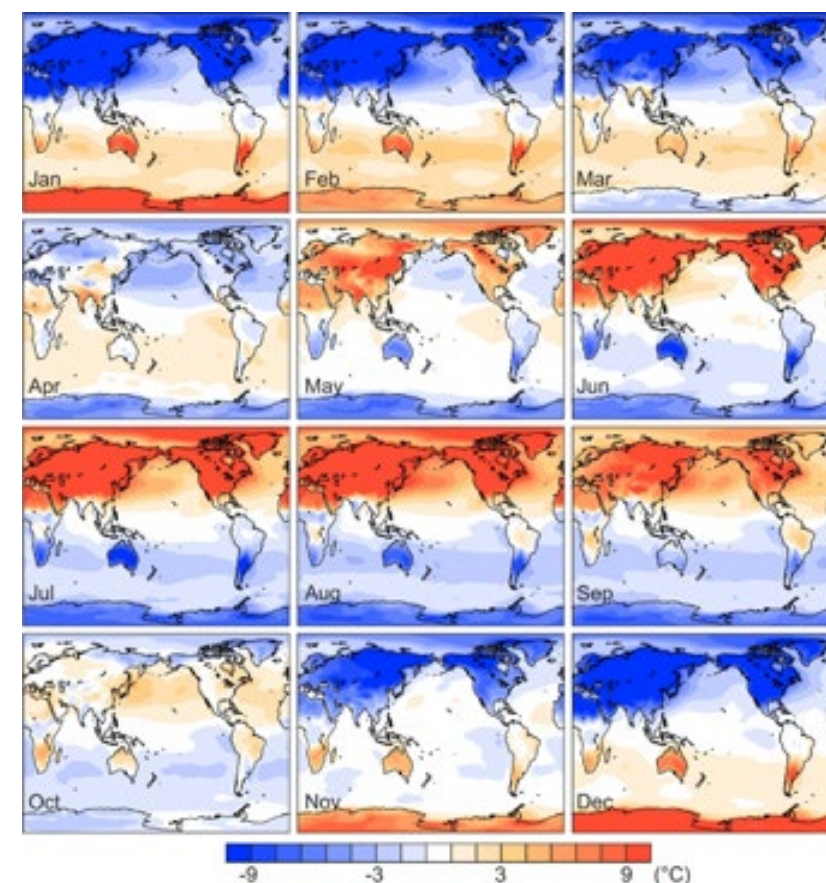 Jan Feb Mar
Apr May Jun
Jul Aug Sep
Oct Nov Dec
-9 -3 3 9 (°C)